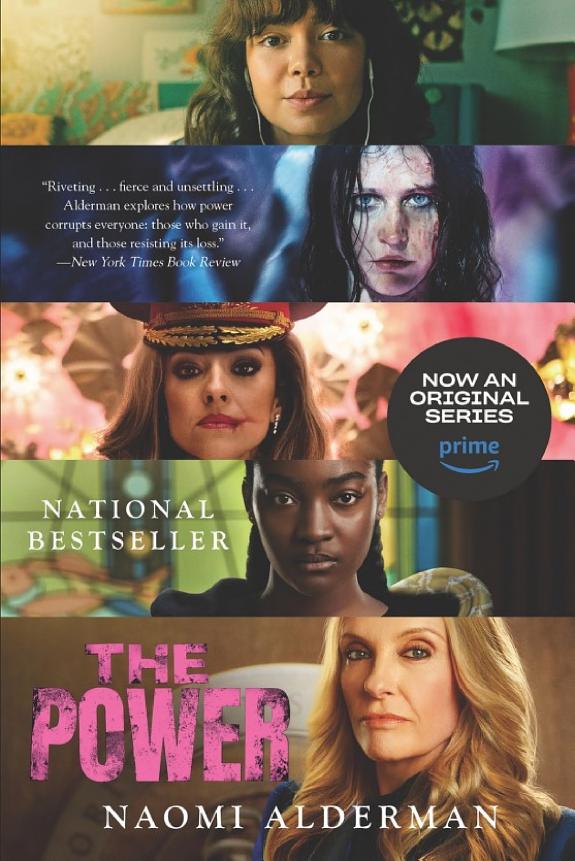 “Riveting . . . fierce and unsettling . . .
Alderman explores how power
corrupts everyone: those who gain it,
and those resisting its loss.”
—New York Times Book Review
NOW AN
ORIGINAL
SERIES
prime
NATIONAL
BESTSELLER
THE
POWER
NAOMI ALDERMAN